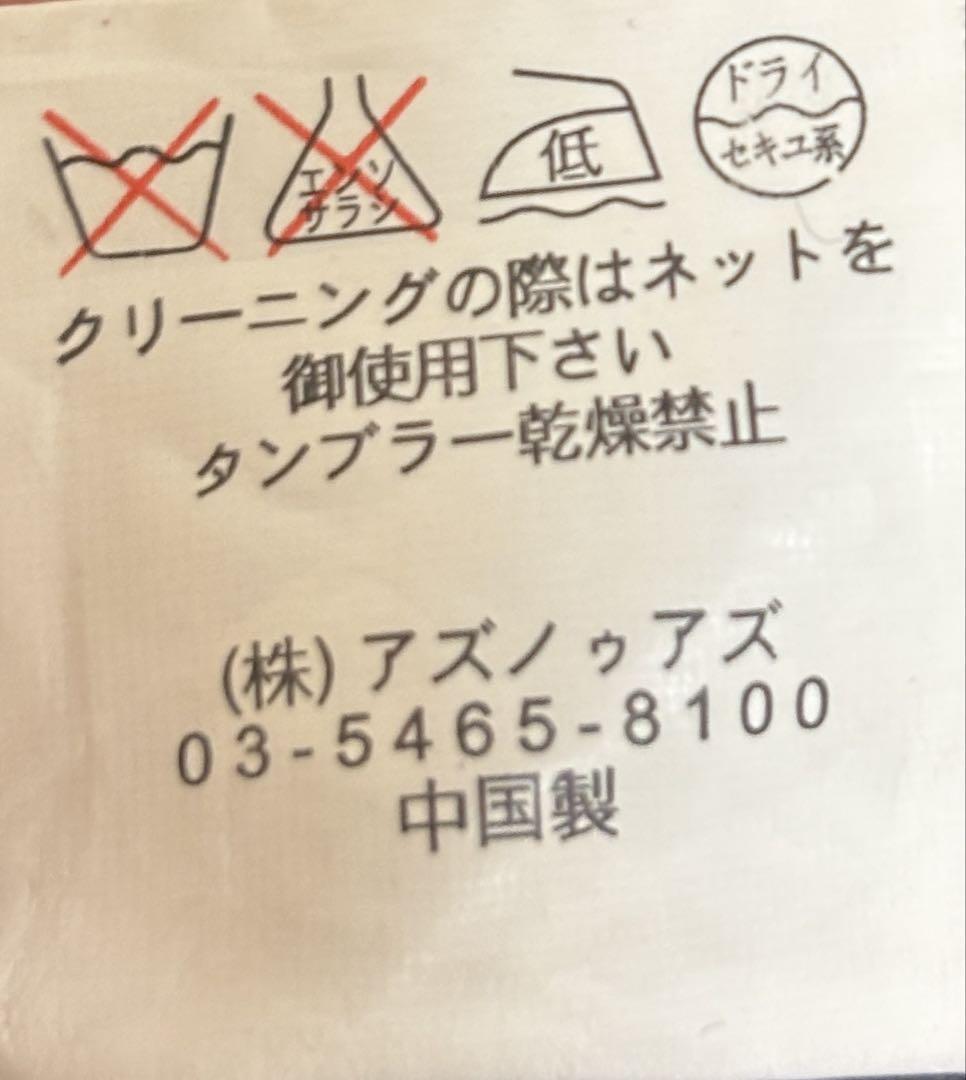 エンソ
サラシ
低
ドライ
セキユ系
クリーニングの際はネットを
御使用下さい
タンブラー乾燥禁止
(株)アズノゥアズ
03-5465-8100
中国製